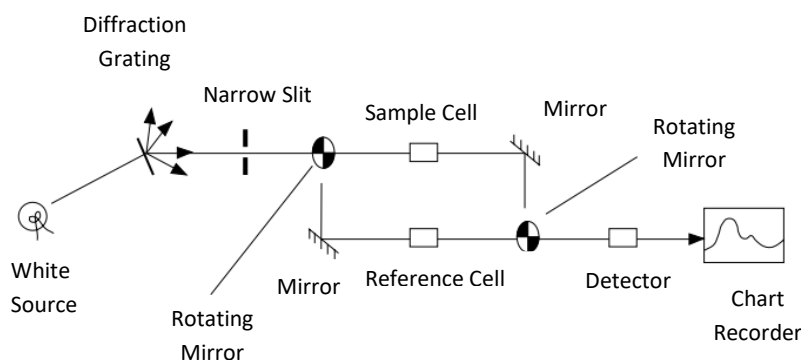 Diffraction
Grating
Narrow Slit
Sample Cell
Mirror
Rotating
Mirror
White
Source
Rotating
Mirror
Mirror
Reference Cell
Detector
Chart
Recorder